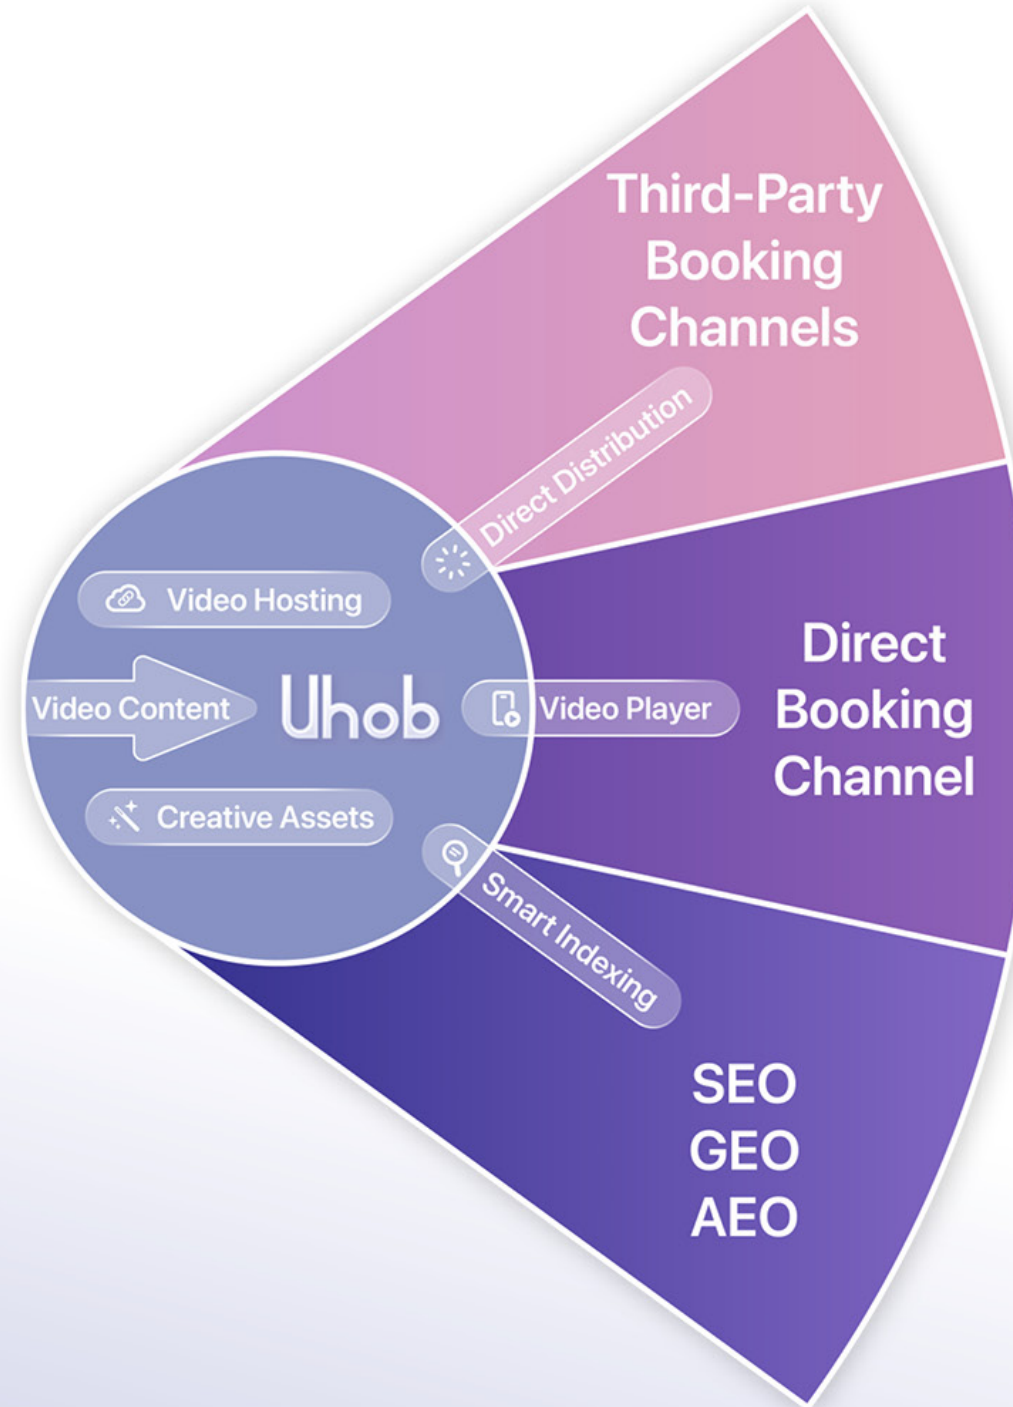 Third-Party
Booking
Channels
Direct Distribution
Video Hosting
Video Content
Uhob
Video Player
Direct
Booking
Channel
Creative Assets
Smart Indexing
SEO
GEO
AEO